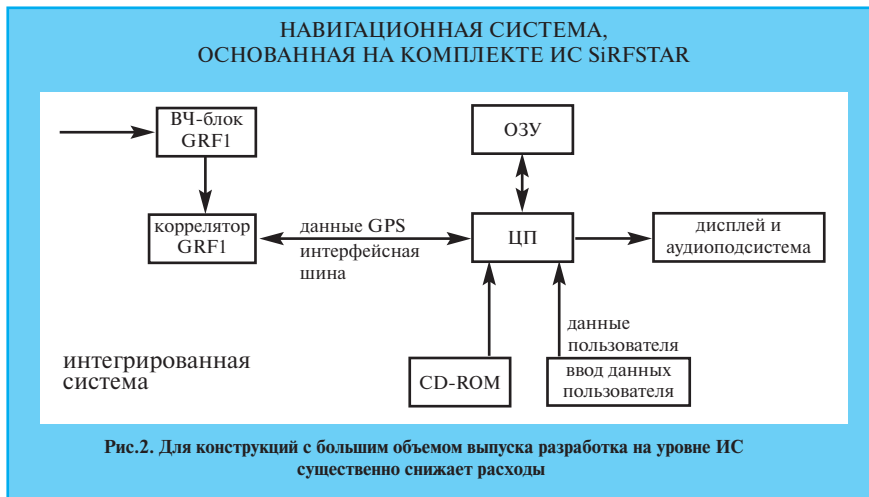 НАВИГАЦИОННАЯ СИСТЕМА,
ОСНОВАННАЯ НА КОМПЛЕКТЕ ИС SiRFSTAR
ВЧ-блок
GRF1
ОЗУ
коррелятор
GRF1
данные GPS
интерфейсная
шина
ЦП
дисплей и
аудиоподсистема
данные
пользователя
интегрированная
система
CD-ROM
ввод данных
пользователя
Рис.2. Для конструкций с большим объемом выпуска разработка на уровне ИС
существенно снижает расходы